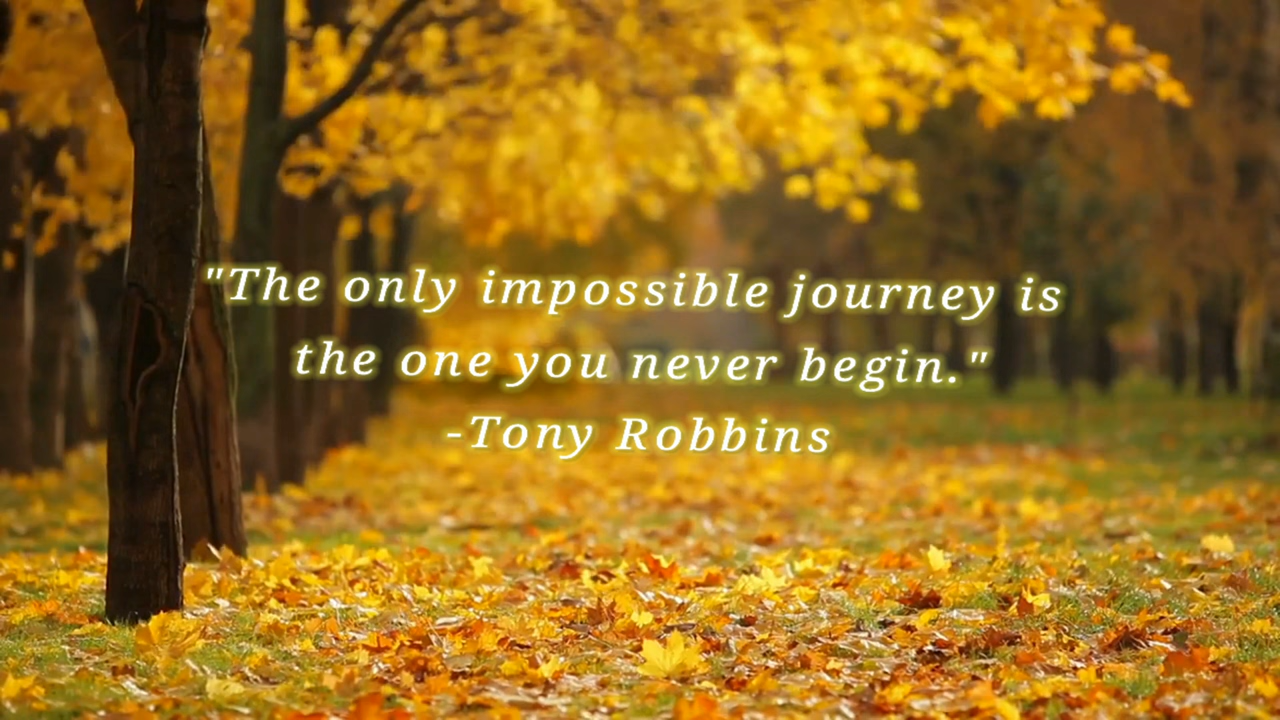 "The only impossible journey is
the one you never begin."
-Tony Robbins